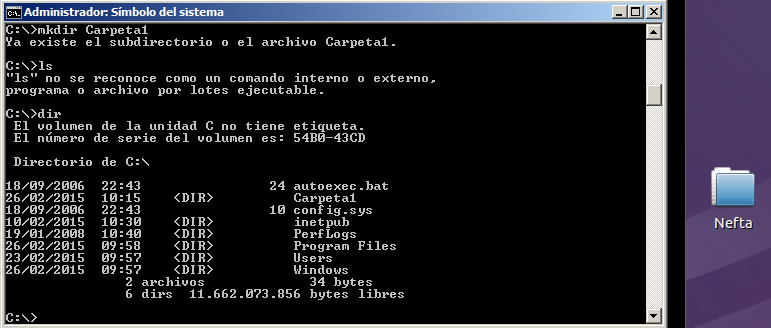 Administrador: Símbolo del sistema
C:\>mkdir Carpeta1
Ya existe el subdirectorio o el archivo Carpeta1.
C:\>ls
"ls" no se reconoce como un comando interno o externo,
programa o archivo por lotes ejecutable.
C:\>dir
El volumen de la unidad C no tiene etiqueta.
El número de serie del volumen es: 54B0-43CD
Directorio de C:\
18/09/2006  22:43                24 autoexec.bat
26/02/2015  10:15    <DIR>          Carpeta1
18/09/2006  22:43                10 config.sys
10/02/2015  10:30    <DIR>          inetpub
19/01/2008  10:40    <DIR>          PerfLogs
26/02/2015  09:58    <DIR>          Program Files
23/02/2015  09:57    <DIR>          Users
26/02/2015  09:57    <DIR>          Windows
2 archivos             34 bytes
6 dirs  11.662.073.856 bytes libres
C:\>
Nefta